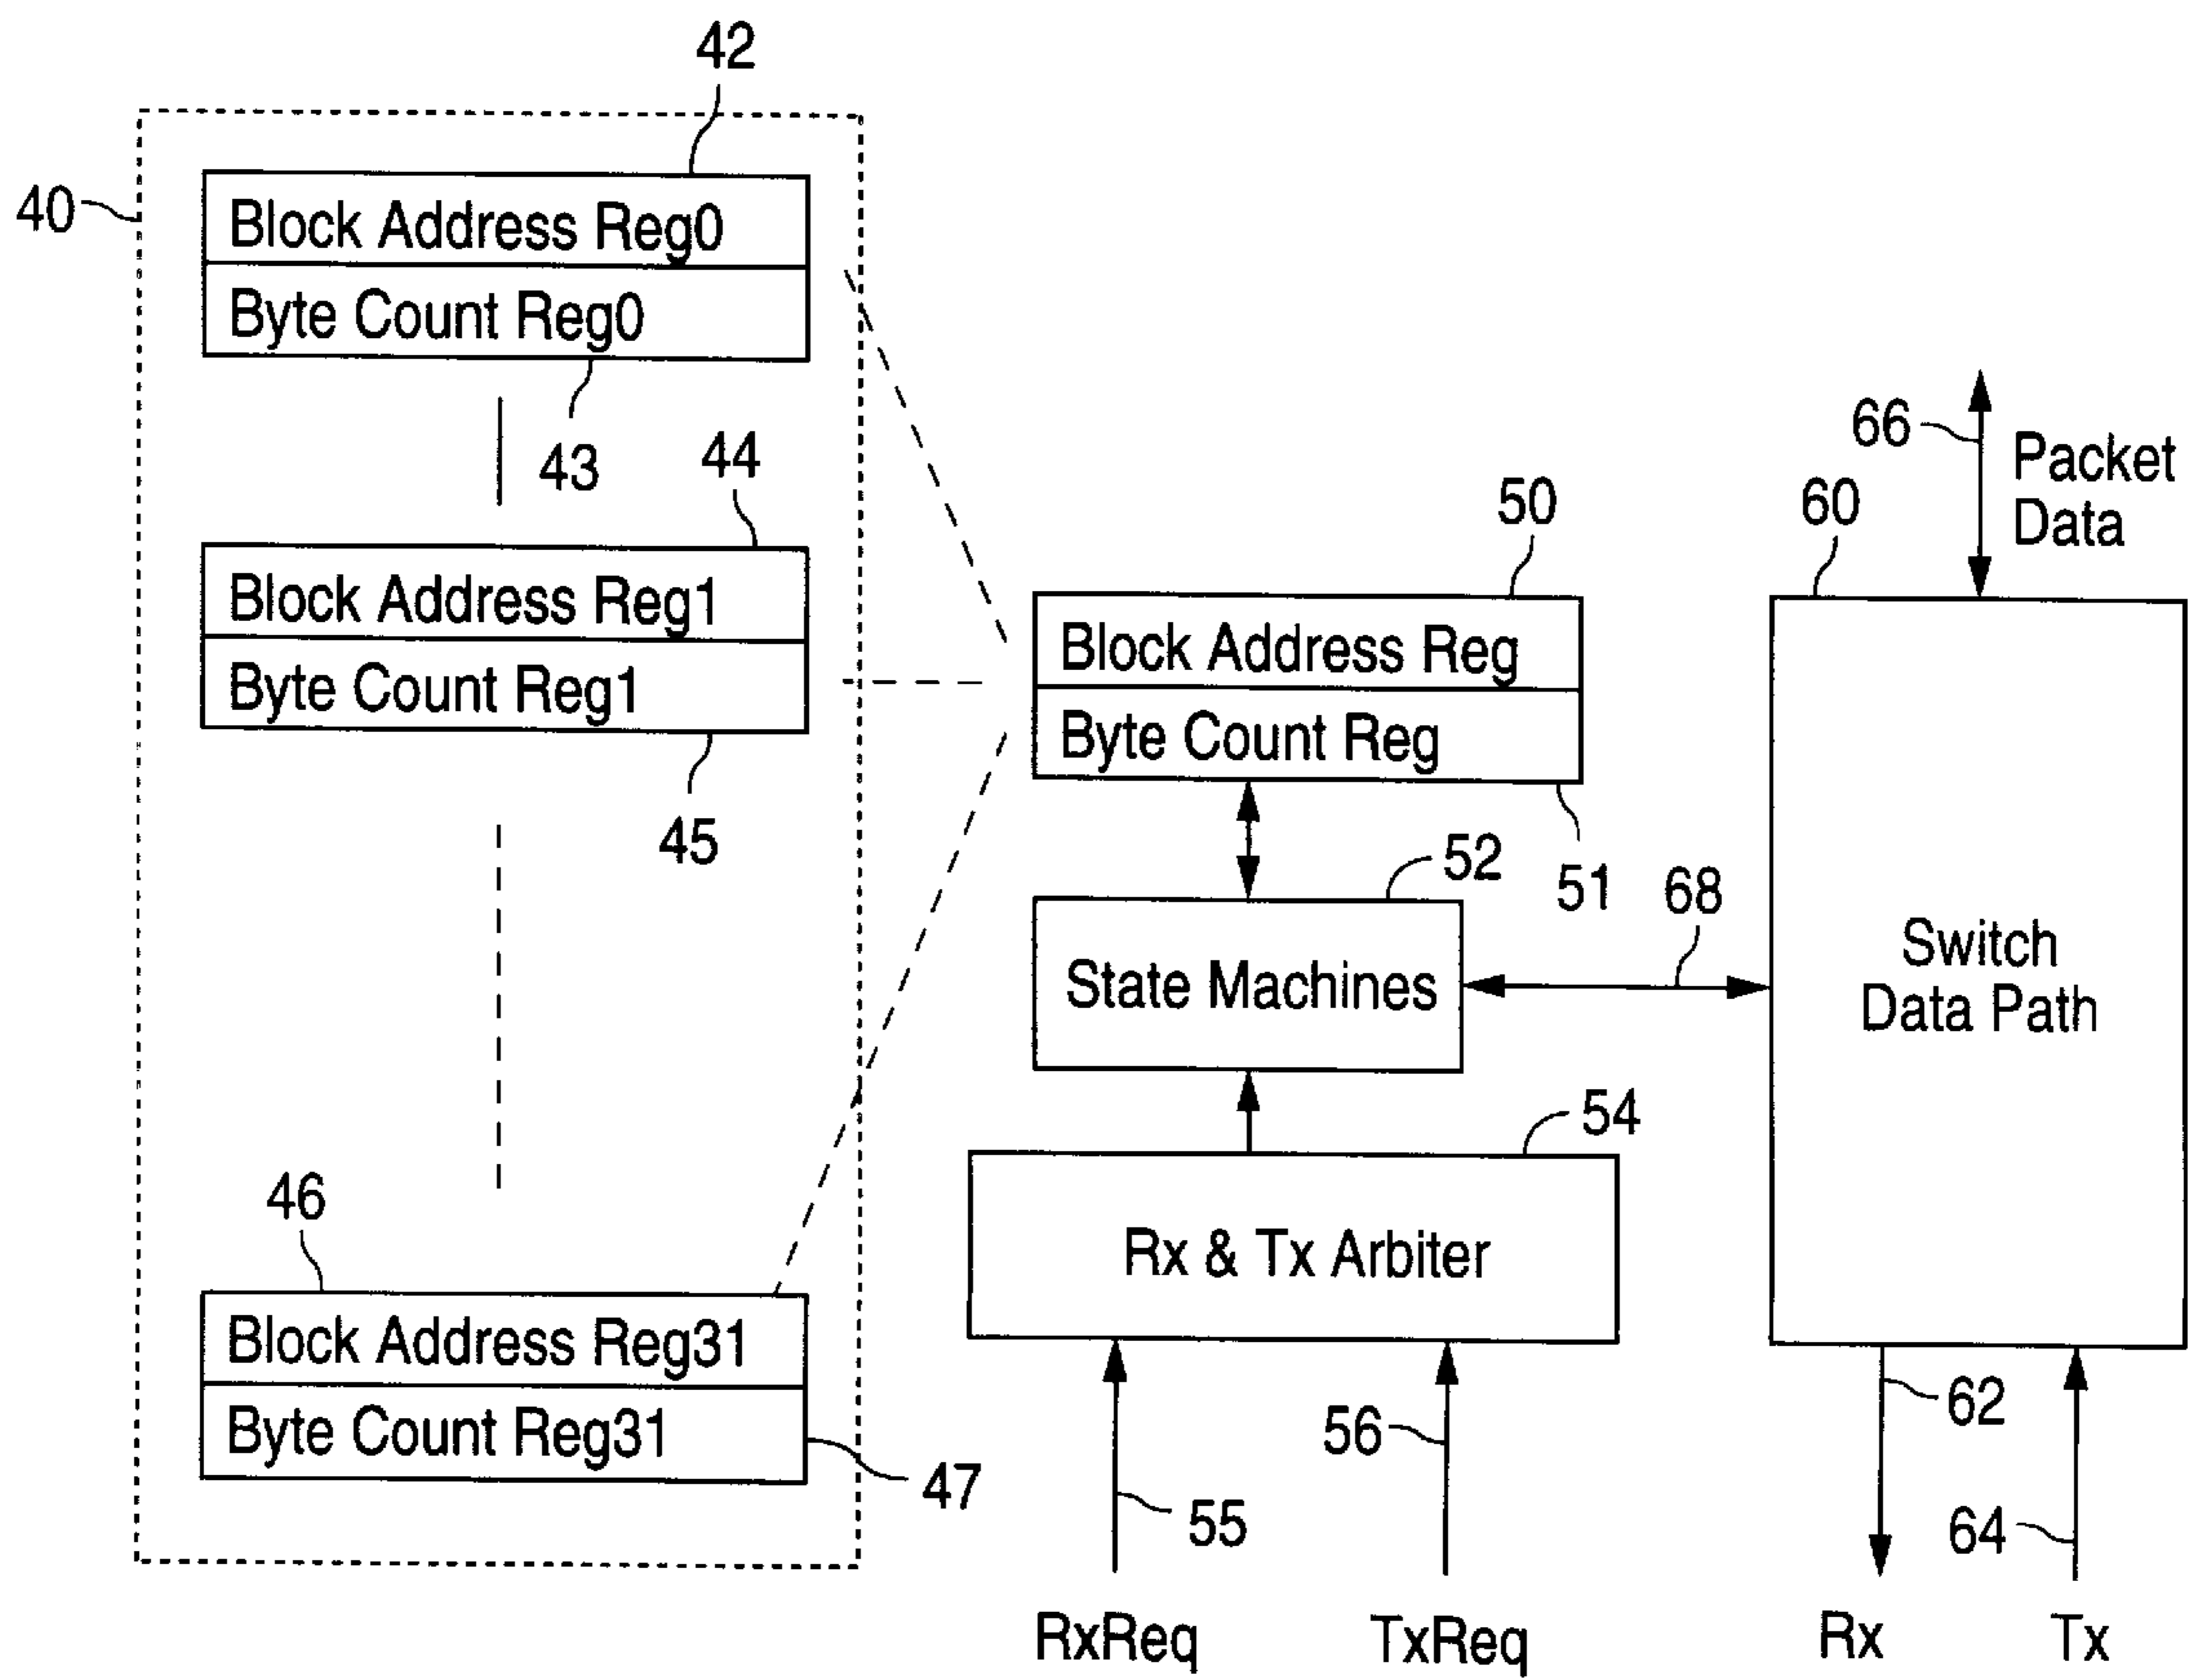 42
40
Block Address Reg0
Byte Count Reg0
43
44
Block Address Reg1
Byte Count Reg1
45
46
Block Address Reg31
Byte Count Reg31
47
50
Block Address Reg
Byte Count Reg
51
52
State Machines
68
54
Rx & Tx Arbiter
55
56
RxReq
TxReq
66
Packet
Data
60
Switch
Data Path
62
64
Rx
Tx